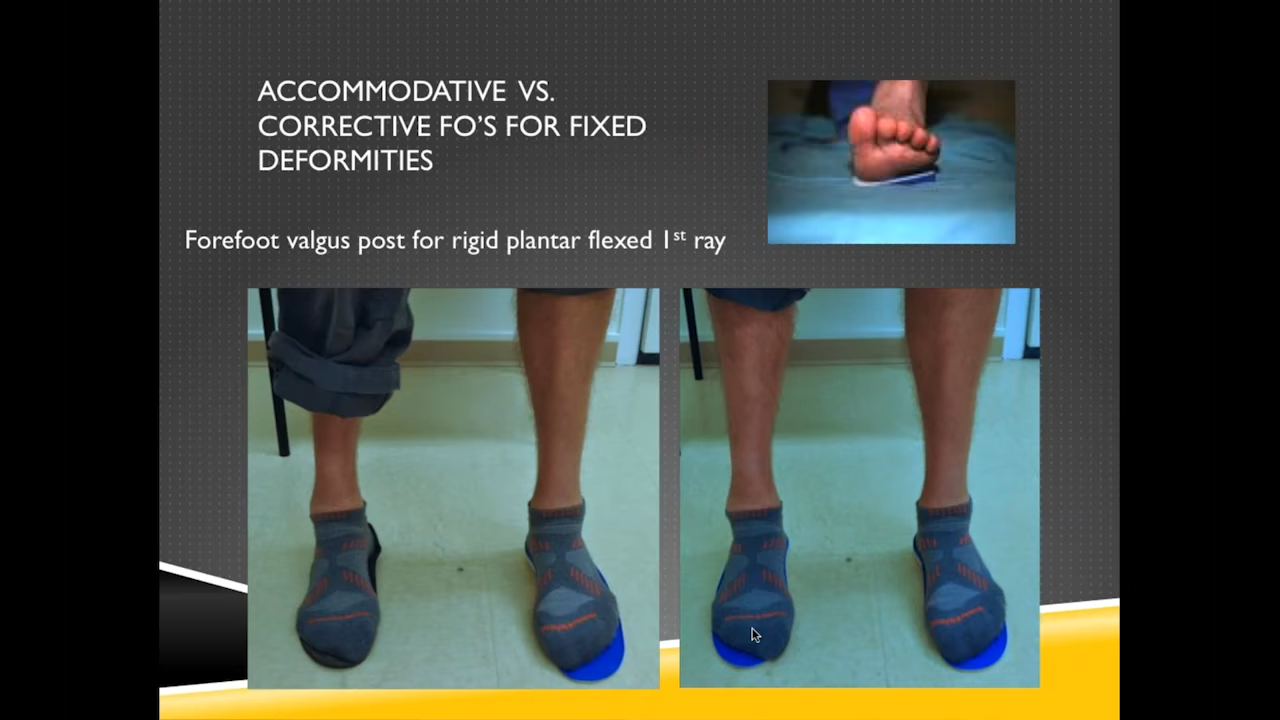 ACCOMMODATIVE VS.
CORRECTIVE FO'S FOR FIXED
DEFORMITIES
Forefoot valgus post for rigid plantar flexed 1st ray